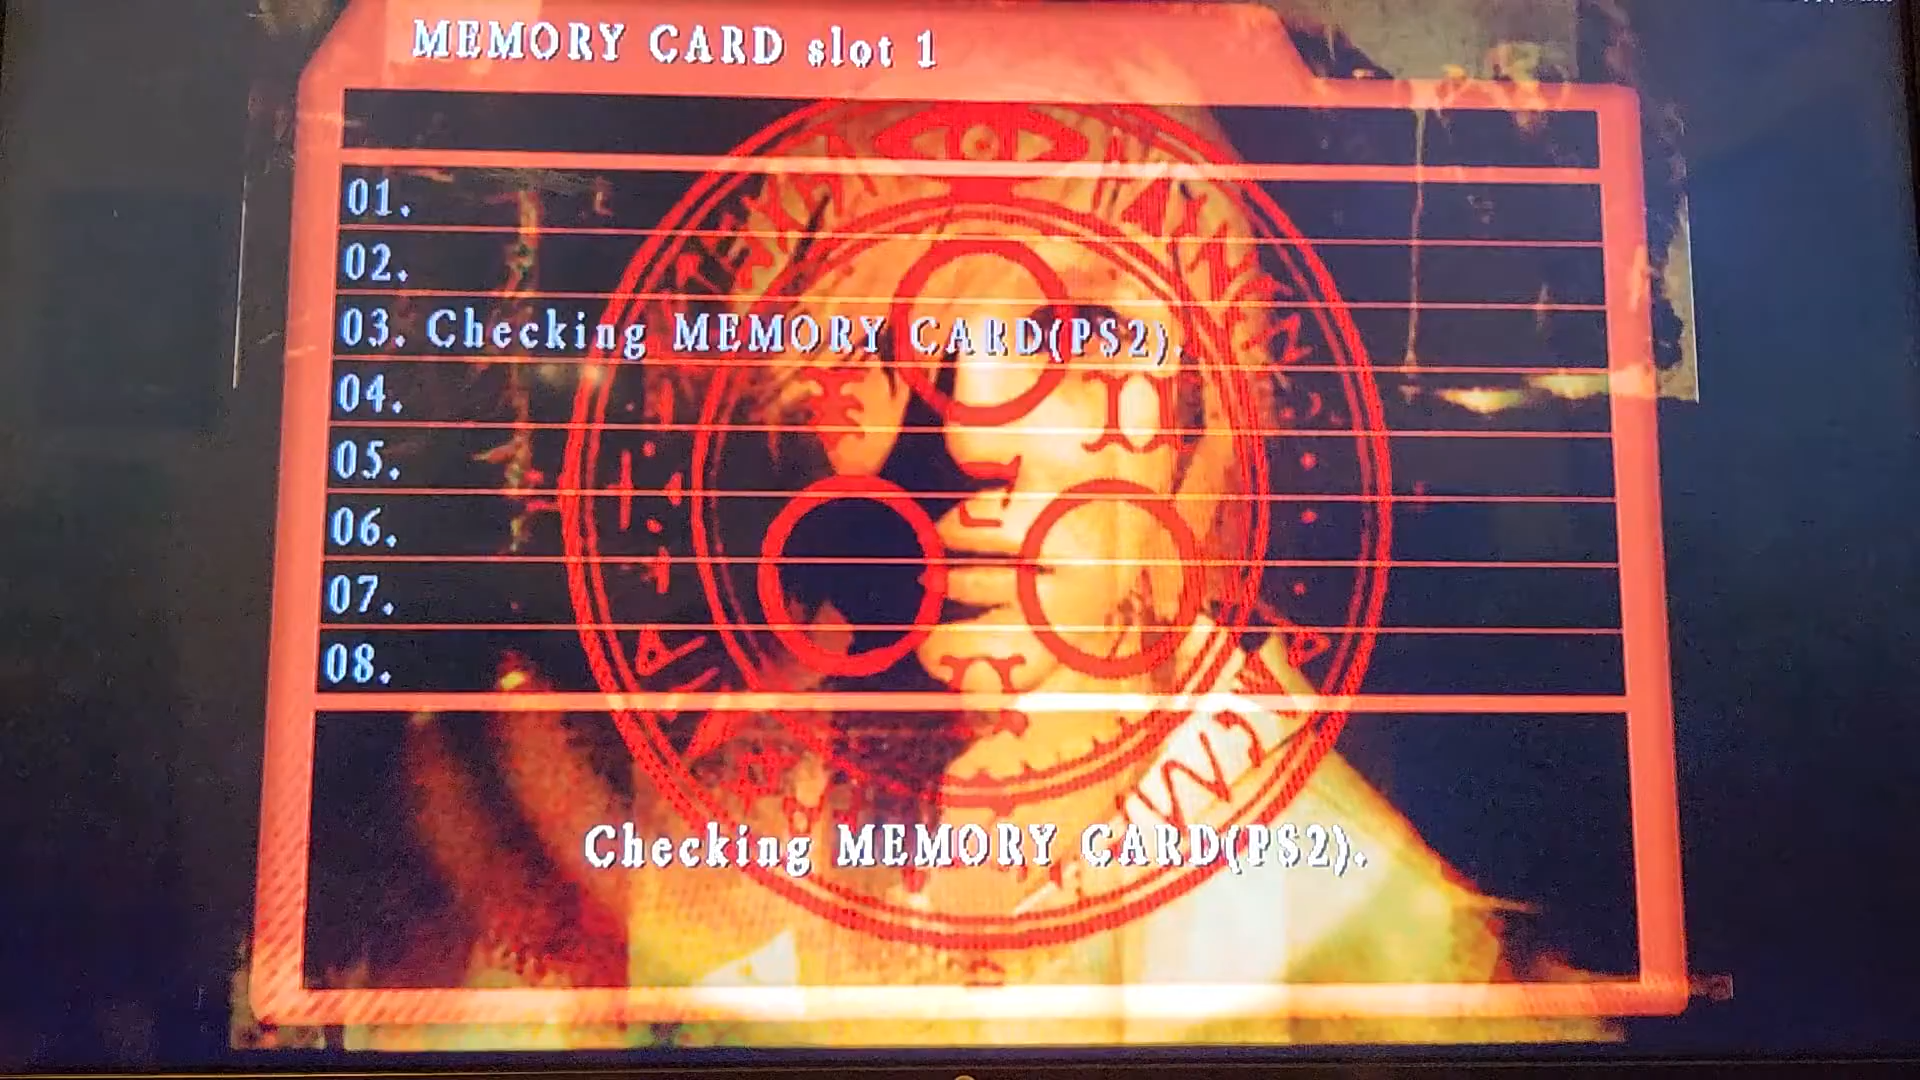 MEMORY CARD slot 1
01.
02.
03. Checking MEMORY CARD(PS2).
04.
05.
06.
07.
08.
Checking MEMORY CARD(PS2).